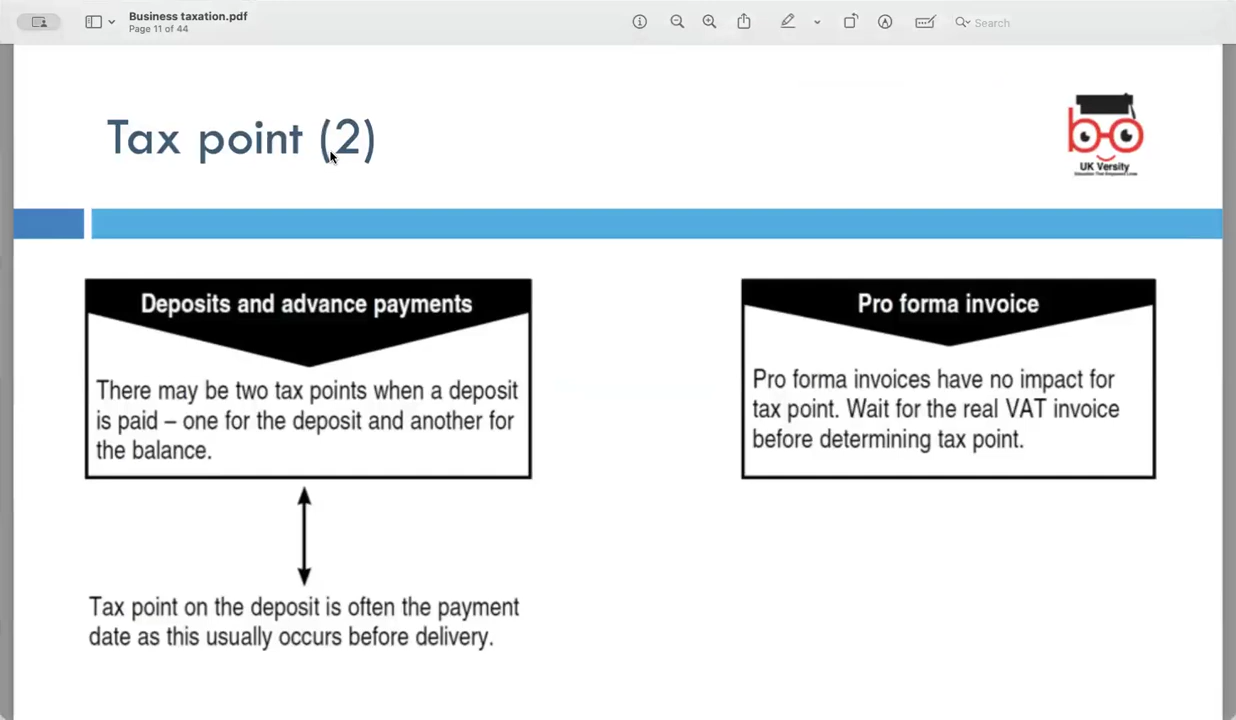 Business taxation.pdf
Page 11 of 44
Search
Tax point (2)
UK Versity
Deposits and advance payments
There may be two tax points when a deposit
is paid – one for the deposit and another for
the balance.
Tax point on the deposit is often the payment
date as this usually occurs before delivery.
Pro forma invoice
Pro forma invoices have no impact for
tax point. Wait for the real VAT invoice
before determining tax point.